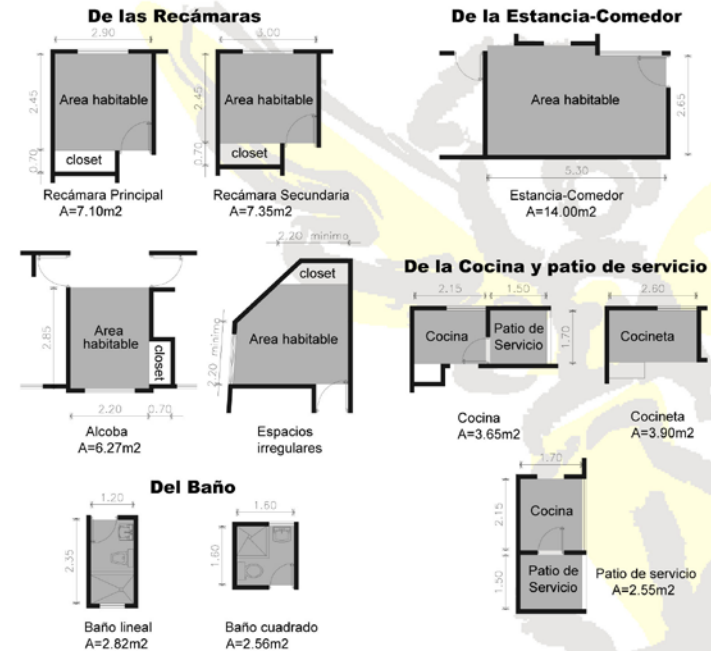 De las Recámaras
2.90
3.00
2.45
Area habitable
2.45
Area habitable
0.70
closet
0.70
closet
Recámara Principal
A=7.10m2
Recámara Secundaria
A=7.35m2
De la Estancia-Comedor
Area habitable
2.65
5.30
Estancia-Comedor
A=14.00m2
2.20 minimo
closet
2.85
Area
habitable
closet
2.20 minimo
Area habitable
2.20
0.70
Alcoba
A=6.27m2
Espacios
irregulares
De la Cocina y patio de servicio
2.15
1.50
2.60
Cocina
Patio de
Servicio
1.70
Cocineta
Cocina
A=3.65m2
Cocineta
A=3.90m2
1.70
2.15
Cocina
1.50
Patio de
Servicio
Patio de servicio
A=2.55m2
Del Baño
1.20
1.60
2.35
1.60
Baño lineal
A=2.82m2
Baño cuadrado
A=2.56m2